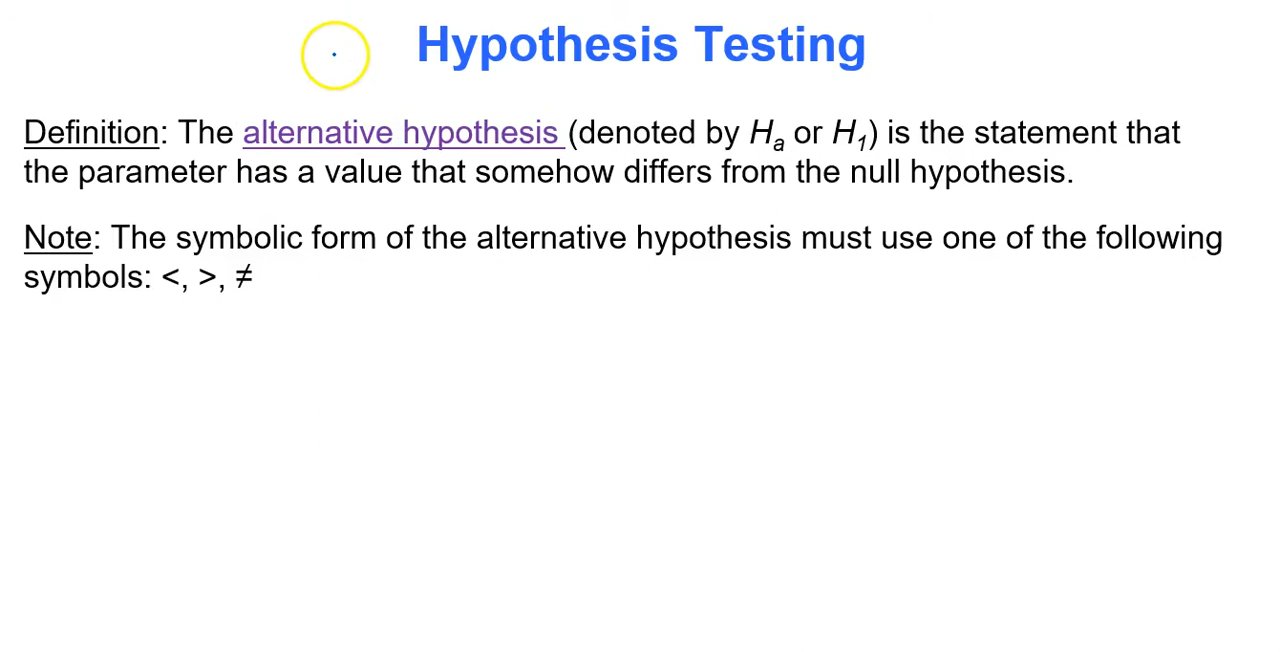 Hypothesis Testing
Definition: The alternative hypothesis (denoted by Hₐ or H₁) is the statement that
the parameter has a value that somehow differs from the null hypothesis.
Note: The symbolic form of the alternative hypothesis must use one of the following
symbols: <, >, ≠